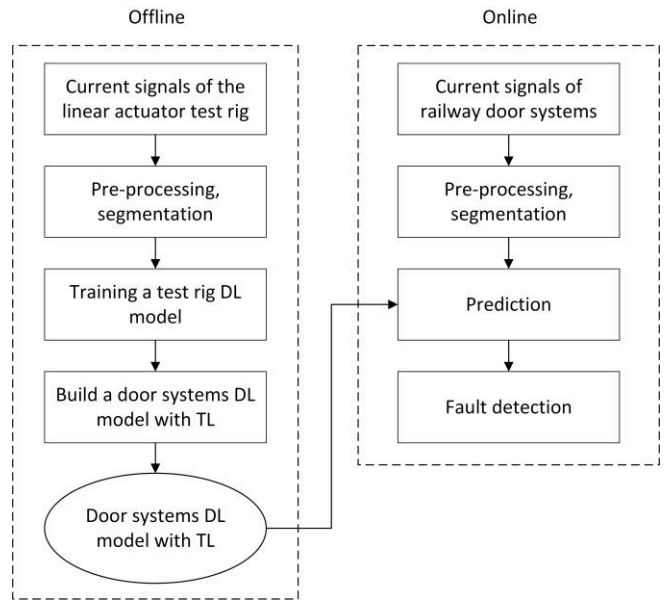 Offline
Current signals of the
linear actuator test rig
Pre-processing,
segmentation
Training a test rig DL
model
Build a door systems DL
model with TL
Door systems DL
model with TL
Online
Current signals of
railway door systems
Pre-processing,
segmentation
Prediction
Fault detection